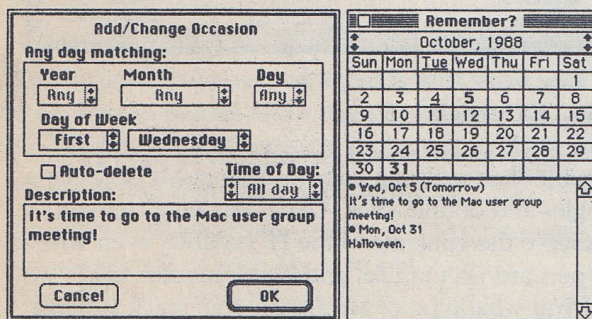 Add/Change Occasion
Any day matching:
Year Month Day
Any Any Any
Day of Week
First Wednesday
Auto-delete Time of Day:
All day
Description:
It's time to go to the Mac user group
meeting!
Cancel OK
Remember?
October, 1988
Sun Mon Tue Wed Thu Fri Sat
1
2 3 4 5 6 7 8
9 10 11 12 13 14 15
16 17 18 19 20 21 22
23 24 25 26 27 28 29
30 31
• Wed, Oct 5 (Tomorrow)
It's time to go to the Mac user group
meeting!
• Mon, Oct 31
Halloween.